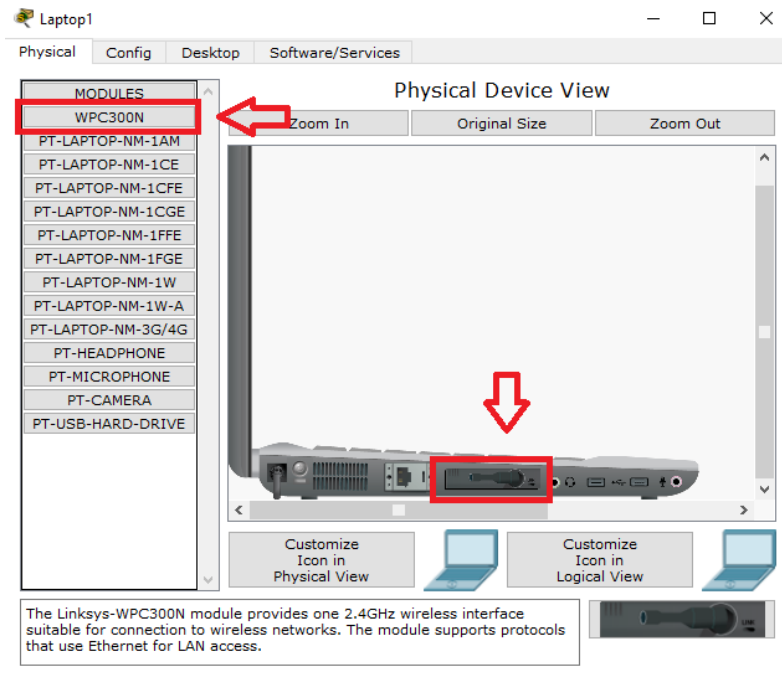 Laptop1
Physical Config Desktop Software/Services
MODULES
WPC300N
PT-LAPTOP-NM-1AM
PT-LAPTOP-NM-1CE
PT-LAPTOP-NM-1CFE
PT-LAPTOP-NM-1CGE
PT-LAPTOP-NM-1FFE
PT-LAPTOP-NM-1FGE
PT-LAPTOP-NM-1W
PT-LAPTOP-NM-1W-A
PT-LAPTOP-NM-3G/4G
PT-HEADPHONE
PT-MICROPHONE
PT-CAMERA
PT-USB-HARD-DRIVE
Physical Device View
Zoom In Original Size Zoom Out
Customize
Icon in
Physical View
Customize
Icon in
Logical View
The Linksys-WPC300N module provides one 2.4GHz wireless interface
suitable for connection to wireless networks. The module supports protocols
that use Ethernet for LAN access.